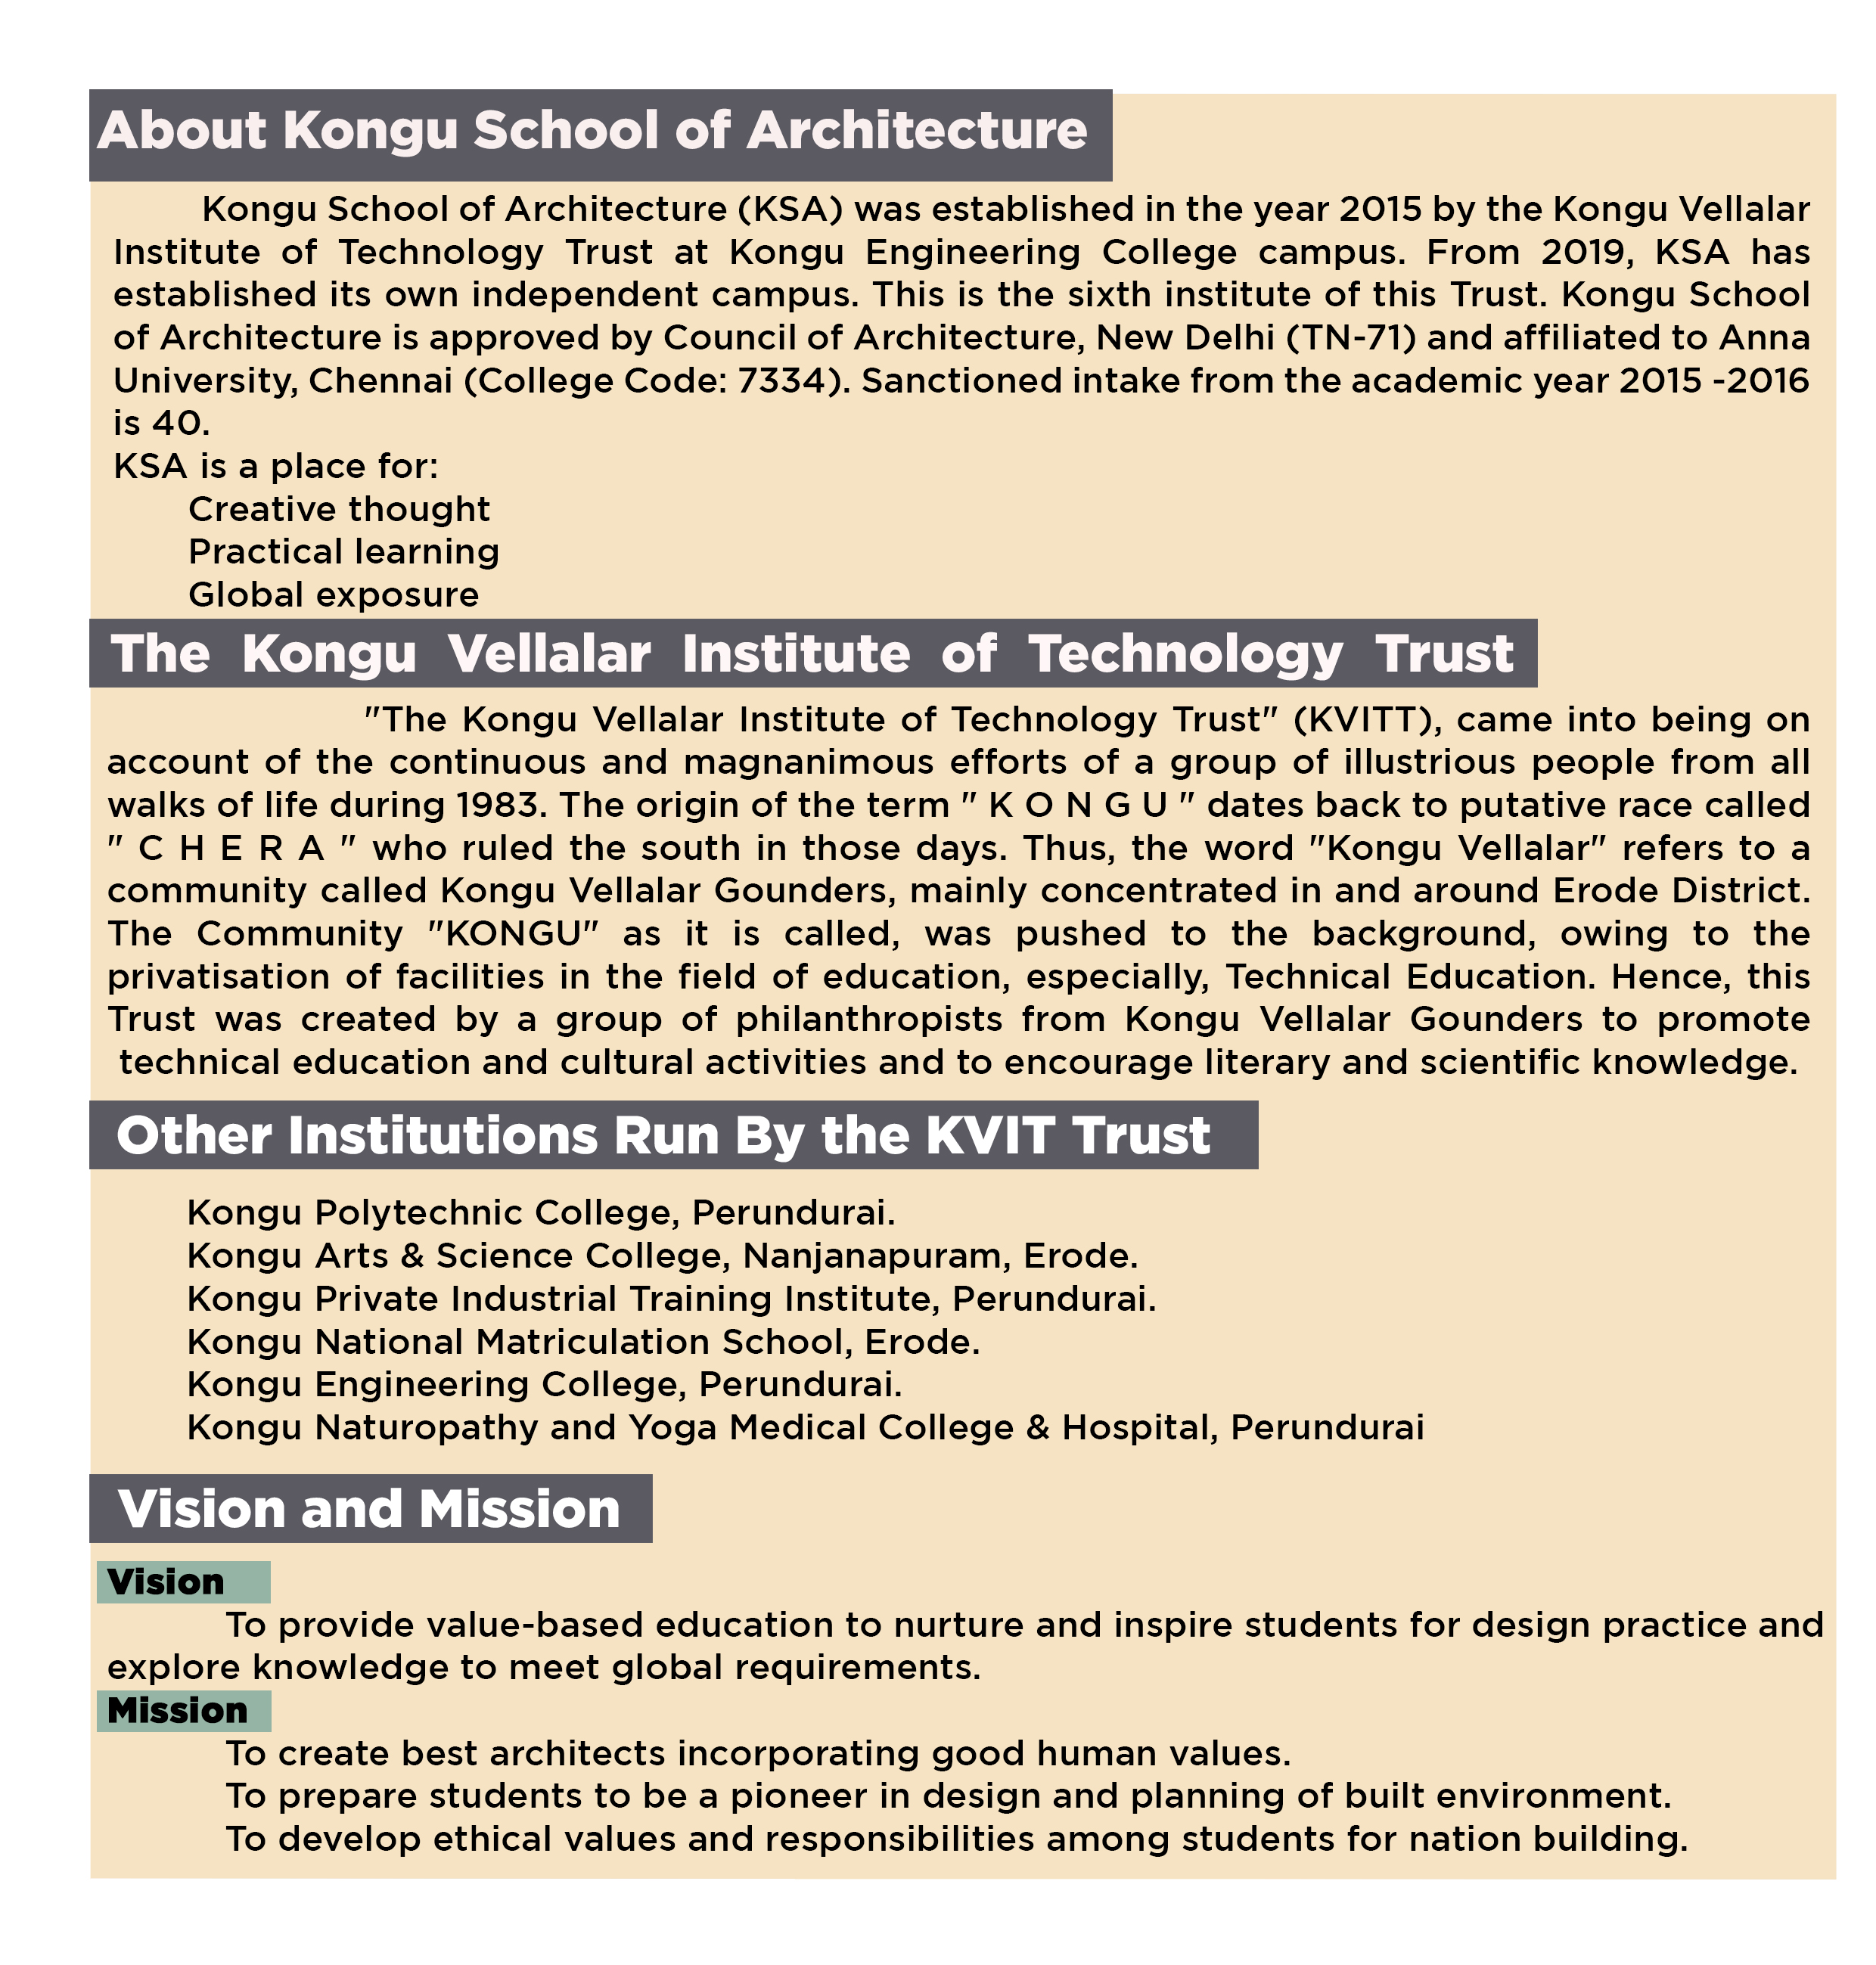 About Kongu School of Architecture
Kongu School of Architecture (KSA) was established in the year 2015 by the Kongu Vellalar
Institute of Technology Trust at Kongu Engineering College campus. From 2019, KSA has
established its own independent campus. This is the sixth institute of this Trust. Kongu School
of Architecture is approved by Council of Architecture, New Delhi (TN-71) and affiliated to Anna
University, Chennai (College Code: 7334). Sanctioned intake from the academic year 2015 -2016
is 40.
KSA is a place for:
Creative thought
Practical learning
Global exposure
The Kongu Vellalar Institute of Technology Trust
"The Kongu Vellalar Institute of Technology Trust" (KVITT), came into being on
account of the continuous and magnanimous efforts of a group of illustrious people from all
walks of life during 1983. The origin of the term " K O N G U " dates back to putative race called
" C H E R A " who ruled the south in those days. Thus, the word "Kongu Vellalar" refers to a
community called Kongu Vellalar Gounders, mainly concentrated in and around Erode District.
The Community "KONGU" as it is called, was pushed to the background, owing to the
privatisation of facilities in the field of education, especially, Technical Education. Hence, this
Trust was created by a group of philanthropists from Kongu Vellalar Gounders to promote
technical education and cultural activities and to encourage literary and scientific knowledge.
Other Institutions Run By the KVIT Trust
Kongu Polytechnic College, Perundurai.
Kongu Arts & Science College, Nanjanapuram, Erode.
Kongu Private Industrial Training Institute, Perundurai.
Kongu National Matriculation School, Erode.
Kongu Engineering College, Perundurai.
Kongu Naturopathy and Yoga Medical College & Hospital, Perundurai
Vision and Mission
Vision
To provide value-based education to nurture and inspire students for design practice and
explore knowledge to meet global requirements.
Mission
To create best architects incorporating good human values.
To prepare students to be a pioneer in design and planning of built environment.
To develop ethical values and responsibilities among students for nation building.